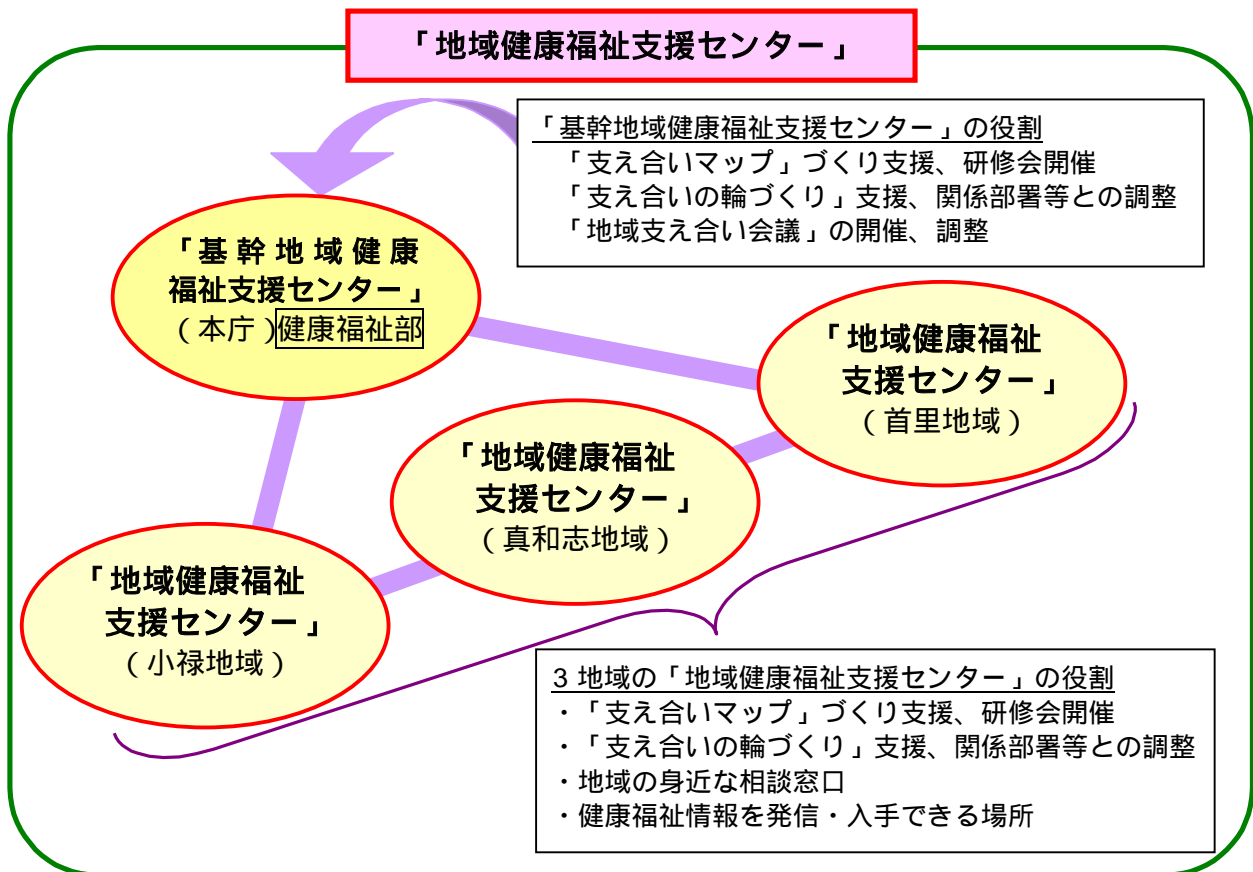 「地域健康福祉支援センター」
「基幹地域健康福祉支援センター」の役割
「支え合いマップ」づくり支援、研修会開催
「支え合いの輪づくり」支援、関係部署等との調整
「地域支え合い会議」の開催、調整
「基幹地域健康
福祉支援センター」
（本庁）健康福祉部
「地域健康福祉
支援センター」
（首里地域）
「地域健康福祉
支援センター」
（真和志地域）
「地域健康福祉
支援センター」
（小禄地域）
3 地域の「地域健康福祉支援センター」の役割
・「支え合いマップ」づくり支援、研修会開催
・「支え合いの輪づくり」支援、関係部署等との調整
・地域の身近な相談窓口
・健康福祉情報を発信・入手できる場所